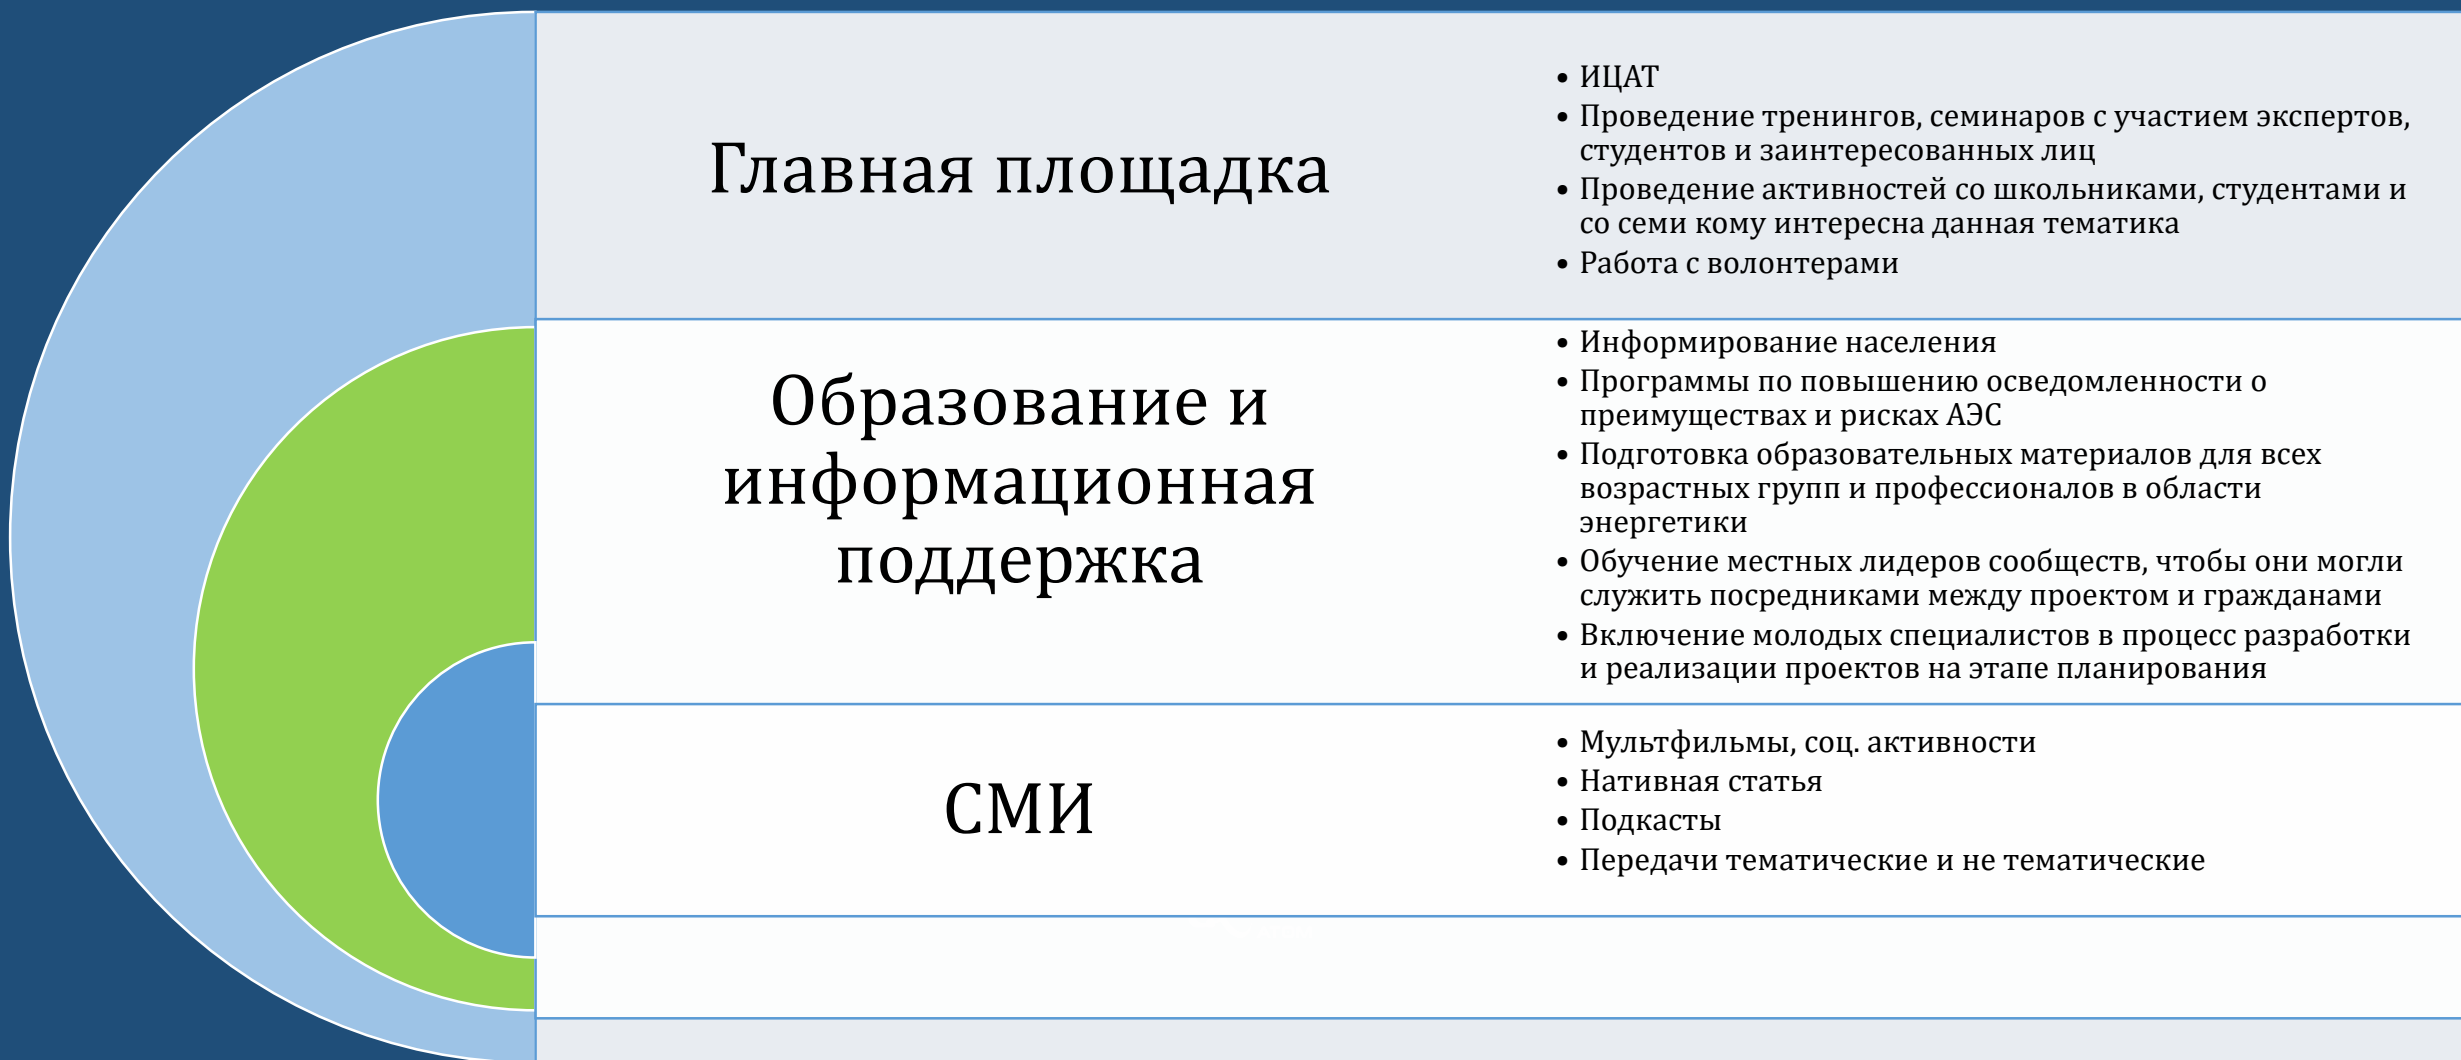 Главная площадка
• ИЦАТ
• Проведение тренингов, семинаров с участием экспертов,
студентов и заинтересованных лиц
• Проведение активностей со школьниками, студентами и
со семи кому интересна данная тематика
• Работа с волонтерами
Образование и
информационная
поддержка
• Информирование населения
• Программы по повышению осведомленности о
преимуществах и рисках АЭС
• Подготовка образовательных материалов для всех
возрастных групп и профессионалов в области
энергетики
• Обучение местных лидеров сообществ, чтобы они могли
служить посредниками между проектом и гражданами
• Включение молодых специалистов в процесс разработки
и реализации проектов на этапе планирования
СМИ
• Мультфильмы, соц. активности
• Нативная статья
• Подкасты
• Передачи тематические и не тематические